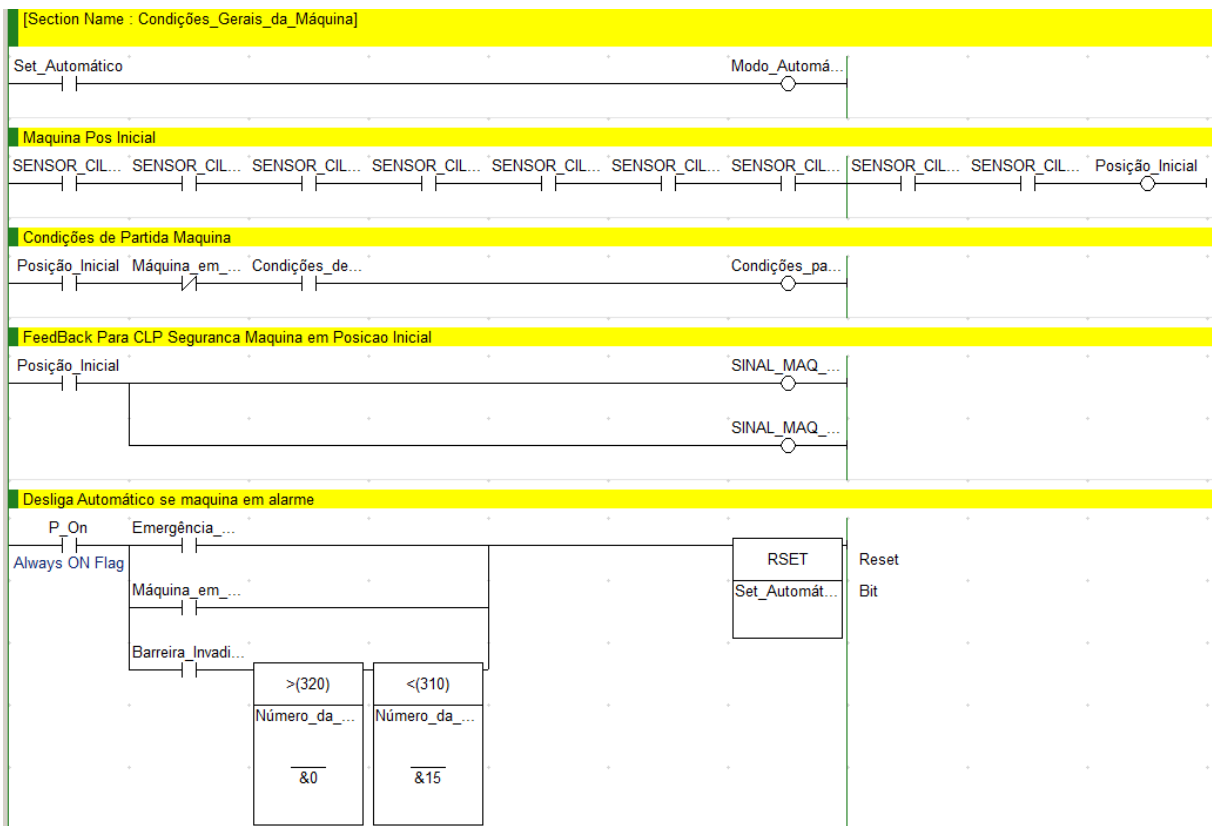 [Section Name : Condições_Gerais_da_Máquina]
Set_Automático Modo_Automá...
Maquina Pos Inicial
SENSOR_CIL... SENSOR_CIL... SENSOR_CIL... SENSOR_CIL... SENSOR_CIL... SENSOR_CIL... SENSOR_CIL... SENSOR_CIL... SENSOR_CIL... Posição_Inicial
Condições de Partida Maquina
Posição_Inicial Máquina_em_... Condições_de... Condições_pa...
FeedBack Para CLP Seguranca Maquina em Posicao Inicial
Posição_Inicial SINAL_MAQ_...
SINAL_MAQ_...
Desliga Automático se maquina em alarme
P_On Emergência_...
Always ON Flag RSET Reset
Máquina_em_... Set_Automát... Bit
Barreira_Invadi...
>(320) <(310)
Número_da_... Número_da_...
&0 &15